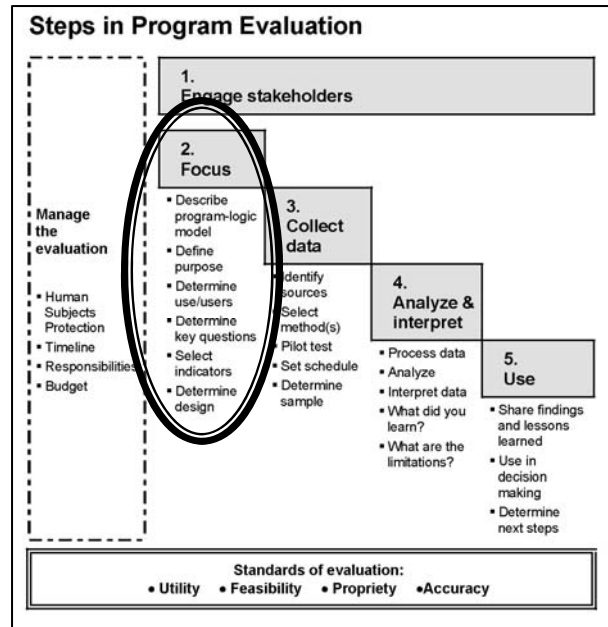 Steps in Program Evaluation
1.
Engage stakeholders
Manage
the
evaluation
▪ Human
Subjects
Protection
▪ Timeline
▪ Responsibilities
▪ Budget
2.
Focus
▪ Describe
program-logic
model
▪ Define
purpose
▪ Determine
use/users
▪ Determine
key questions
▪ Select
indicators
▪ Determine
design
3.
Collect
data
▪ Identify
sources
▪ Select
method(s)
▪ Pilot test
▪ Set schedule
▪ Determine
sample
4.
Analyze &
interpret
▪ Process data
▪ Analyze
▪ Interpret data
▪ What did you
learn?
▪ What are the
limitations?
5.
Use
▪ Share findings
and lessons
learned
▪ Use in
decision
making
▪ Determine
next steps
Standards of evaluation:
• Utility • Feasibility • Propriety •Accuracy